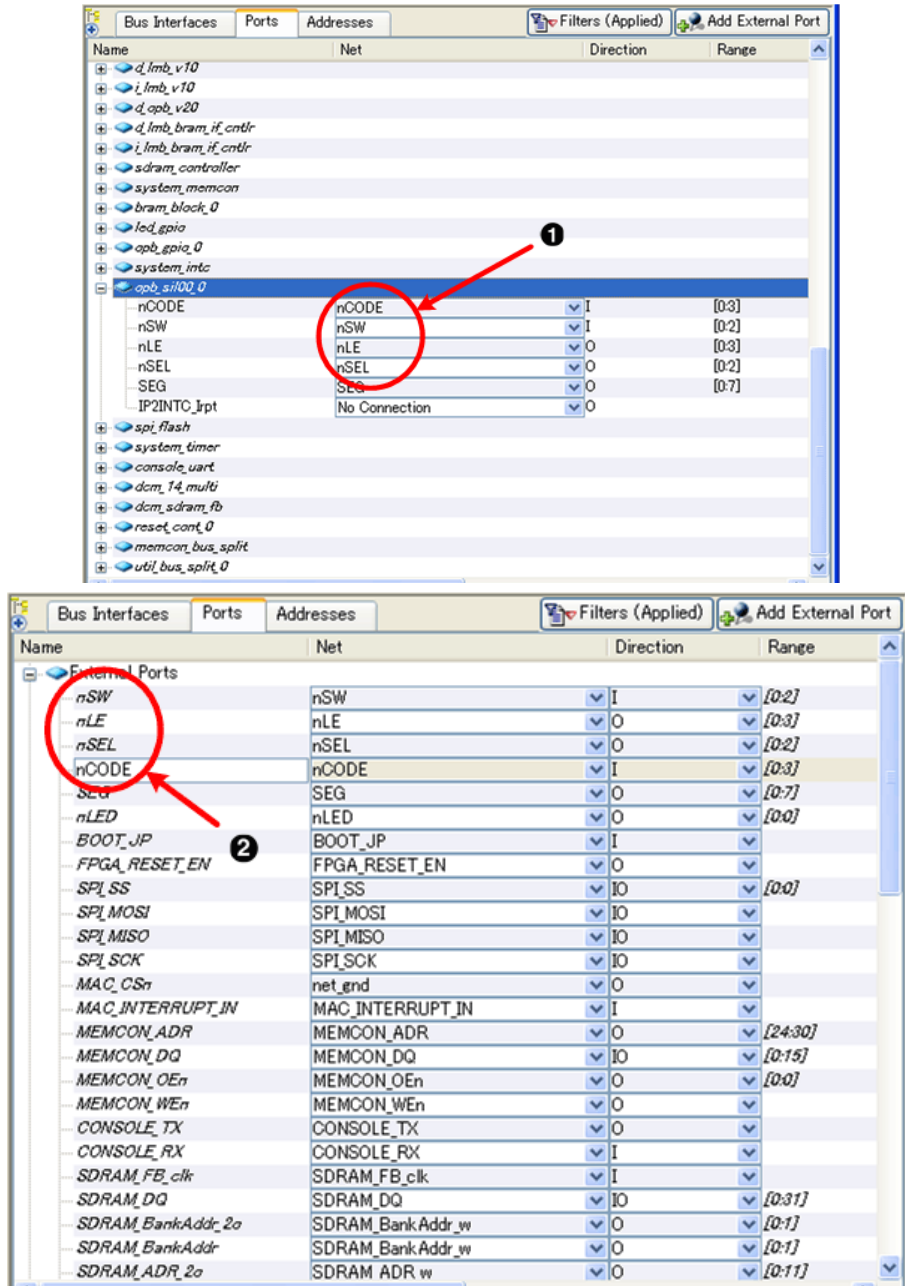 Bus Interfaces Ports Addresses Filters (Applied) Add External Port
Name Net Direction Range
d_lmb_v10
i_lmb_v10
d_opb_v20
d_lmb_bram_if_cntlr
i_lmb_bram_if_cntlr
sdram_controller
system_memcon
bram_block_0
led_gpio
opb_gpio_0
❶
system_intc
opb_sil00_0
nCODE nCODE I [0:3]
nSW nSW I [0:2]
nLE nLE O [0:3]
nSEL nSEL O [0:2]
SEG SEG O [0:7]
IP2INTC_Irpt No Connection O
spi_flash
system_timer
console_uart
dcm_14_multi
dcm_sdram_fb
reset_cont_0
memcon_bus_split
util_bus_split_0
Bus Interfaces Ports Addresses Filters (Applied) Add External Port
Name Net Direction Range
External Ports
nSW nSW I [0:2]
nLE nLE O [0:3]
nSEL nSEL O [0:2]
nCODE nCODE I [0:3]
SEG SEG O [0:7]
nLED nLED O [0:0]
❷
BOOT_JP BOOT_JP I
FPGA_RESET_EN FPGA_RESET_EN O
SPI_SS SPI_SS IO [0:0]
SPI_MOSI SPI_MOSI IO
SPI_MISO SPI_MISO IO
SPI_SCK SPI_SCK IO
MAC_CSn net_gnd O
MAC_INTERRUPT_IN MAC_INTERRUPT_IN I
MEMCON_ADR MEMCON_ADR O [24:30]
MEMCON_DQ MEMCON_DQ IO [0:15]
MEMCON_OEn MEMCON_OEn O [0:0]
MEMCON_WEn MEMCON_WEn O
CONSOLE_TX CONSOLE_TX O
CONSOLE_RX CONSOLE_RX I
SDRAM_FB_clk SDRAM_FB_clk I
SDRAM_DQ SDRAM_DQ IO [0:31]
SDRAM_BankAddr_2o SDRAM_BankAddr_w O [0:1]
SDRAM_BankAddr SDRAM_BankAddr_w O [0:1]
SDRAM_ADR_2o SDRAM_ADR_w O [0:11]